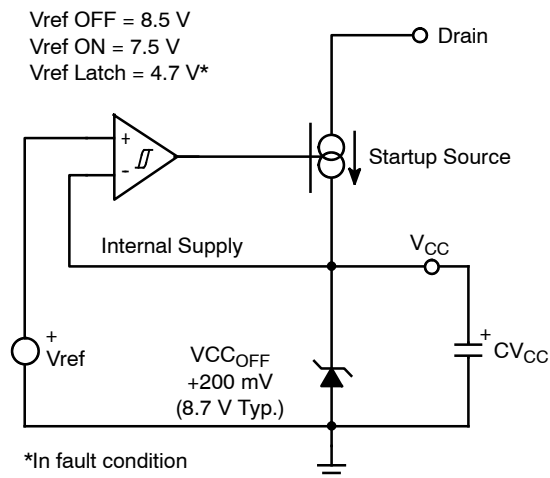 Vref OFF = 8.5 V
Vref ON = 7.5 V
Vref Latch = 4.7 V*
Drain
+
-
Startup Source
Internal Supply
VCC
+
Vref
VCCOFF
+200 mV
(8.7 V Typ.)
+
CVCC
*In fault condition